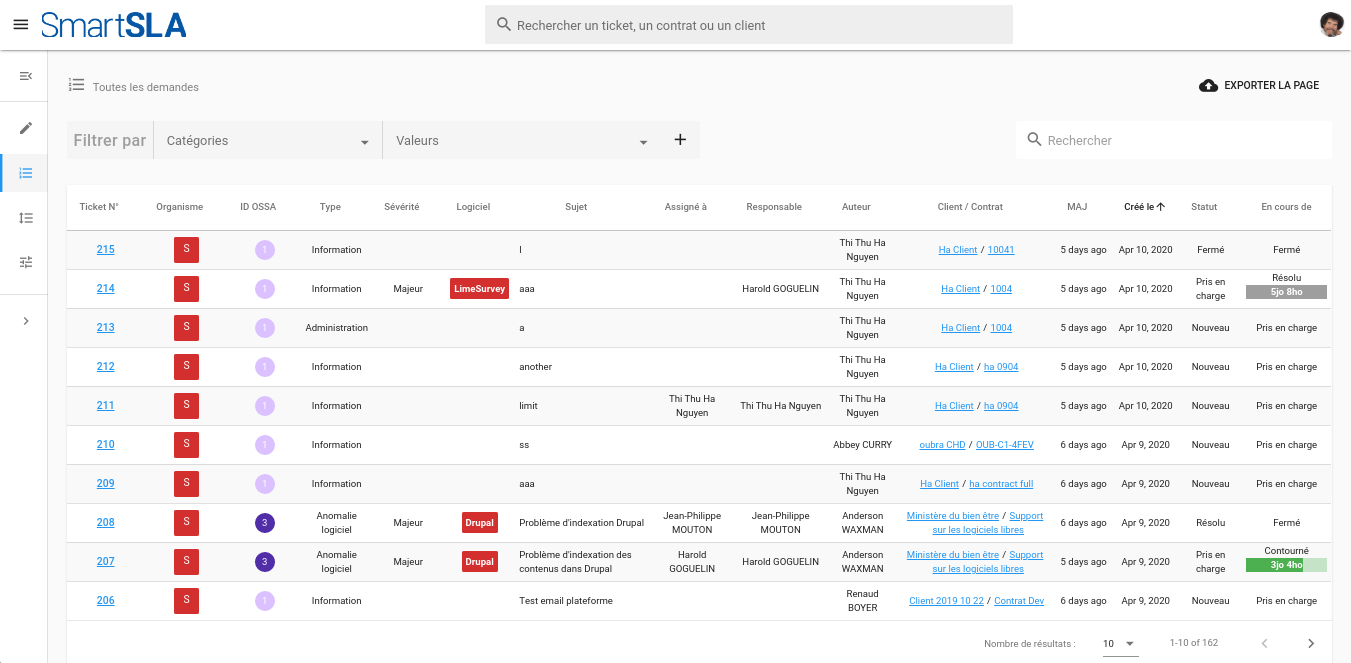 SmartSLA
Rechercher un ticket, un contrat ou un client
Toutes les demandes
EXPORTER LA PAGE
Filtrer par Catégories Valeurs + Rechercher
Ticket N° Organisme ID OSSA Type Sévérité Logiciel Sujet Assigné à Responsable Auteur Client / Contrat MAJ Créé le Statut En cours de
215 S 1 Information l Thi Thu Ha Nguyen Ha Client / 10041 5 days ago Apr 10, 2020 Fermé Fermé
214 S 1 Information Majeur LimeSurvey aaa Harold GOGUELIN Thi Thu Ha Nguyen Ha Client / 1004 5 days ago Apr 10, 2020 Pris en charge Résolu 5jo 8ho
213 S 1 Administration a Thi Thu Ha Nguyen Ha Client / 1004 5 days ago Apr 10, 2020 Nouveau Pris en charge
212 S 1 Information another Thi Thu Ha Nguyen Ha Client / ha 0904 5 days ago Apr 10, 2020 Nouveau Pris en charge
211 S 1 Information limit Thi Thu Ha Nguyen Thi Thu Ha Nguyen Thi Thu Ha Nguyen Ha Client / ha 0904 5 days ago Apr 10, 2020 Nouveau Pris en charge
210 S 1 Information ss Abbey CURRY oubra CHD / OUB-C1-4FEV 6 days ago Apr 9, 2020 Nouveau Pris en charge
209 S 1 Information aaa Thi Thu Ha Nguyen Ha Client / ha contract full 6 days ago Apr 9, 2020 Nouveau Pris en charge
208 S 3 Anomalie logiciel Majeur Drupal Problème d'indexation Drupal Jean-Philippe MOUTON Jean-Philippe MOUTON Anderson WAXMAN Ministère du bien être / Support sur les logiciels libres 6 days ago Apr 9, 2020 Résolu Fermé
207 S 3 Anomalie logiciel Majeur Drupal Problème d'indexation des contenus dans Drupal Harold GOGUELIN Harold GOGUELIN Anderson WAXMAN Ministère du bien être / Support sur les logiciels libres 5 days ago Apr 9, 2020 Pris en charge Contourné 3jo 4ho
206 S 1 Information Test email plateforme Renaud BOYER Client 2019 10 22 / Contrat Dev 6 days ago Apr 9, 2020 Nouveau Pris en charge
Nombre de résultats : 10 1-10 of 162